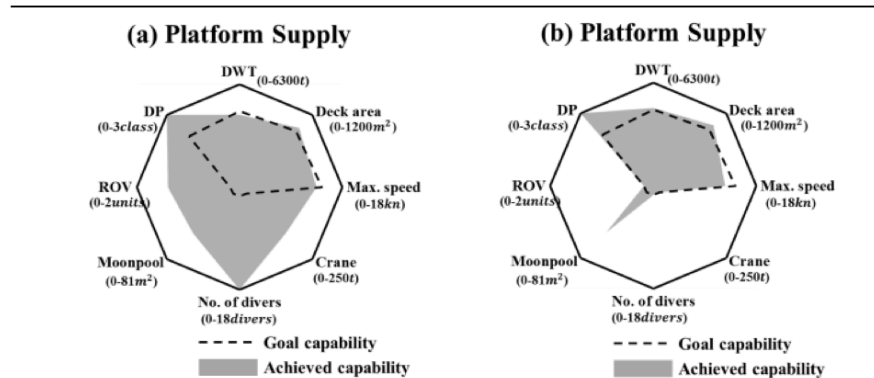 (a) Platform Supply
DWT
(0-6300t)
DP
(0-3class)
Deck area
(0-1200m²)
ROV
(0-2units)
Max. speed
(0-18kn)
Moonpool
(0-81m²)
Crane
(0-250t)
No. of divers
(0-18divers)
Goal capability
Achieved capability
(b) Platform Supply
DWT
(0-6300t)
DP
(0-3class)
Deck area
(0-1200m²)
ROV
(0-2units)
Max. speed
(0-18kn)
Moonpool
(0-81m²)
Crane
(0-250t)
No. of divers
(0-18divers)
Goal capability
Achieved capability